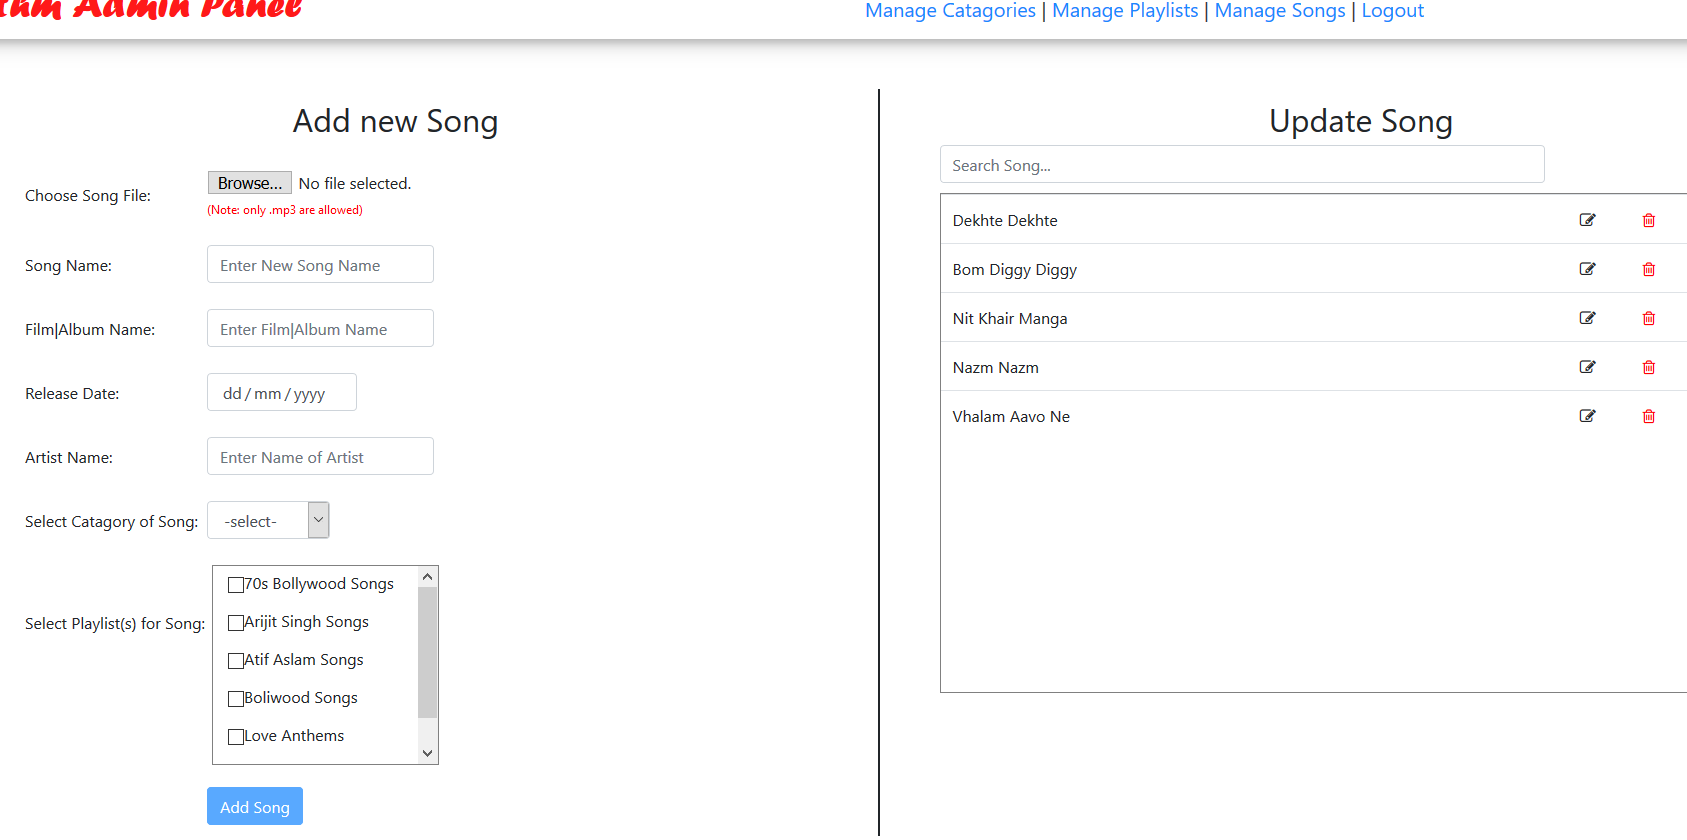 Admin Panel
Manage Catagories | Manage Playlists | Manage Songs | Logout
Add new Song
Choose Song File:
Browse... No file selected.
(Note: only .mp3 are allowed)
Song Name:
Enter New Song Name
Film|Album Name:
Enter Film|Album Name
Release Date:
dd / mm / yyyy
Artist Name:
Enter Name of Artist
Select Catagory of Song:
-select-
Select Playlist(s) for Song:
70s Bollywood Songs
Arijit Singh Songs
Atif Aslam Songs
Boliwood Songs
Love Anthems
Add Song
Update Song
Search Song...
Dekhte Dekhte
Bom Diggy Diggy
Nit Khair Manga
Nazm Nazm
Vhalam Aavo Ne